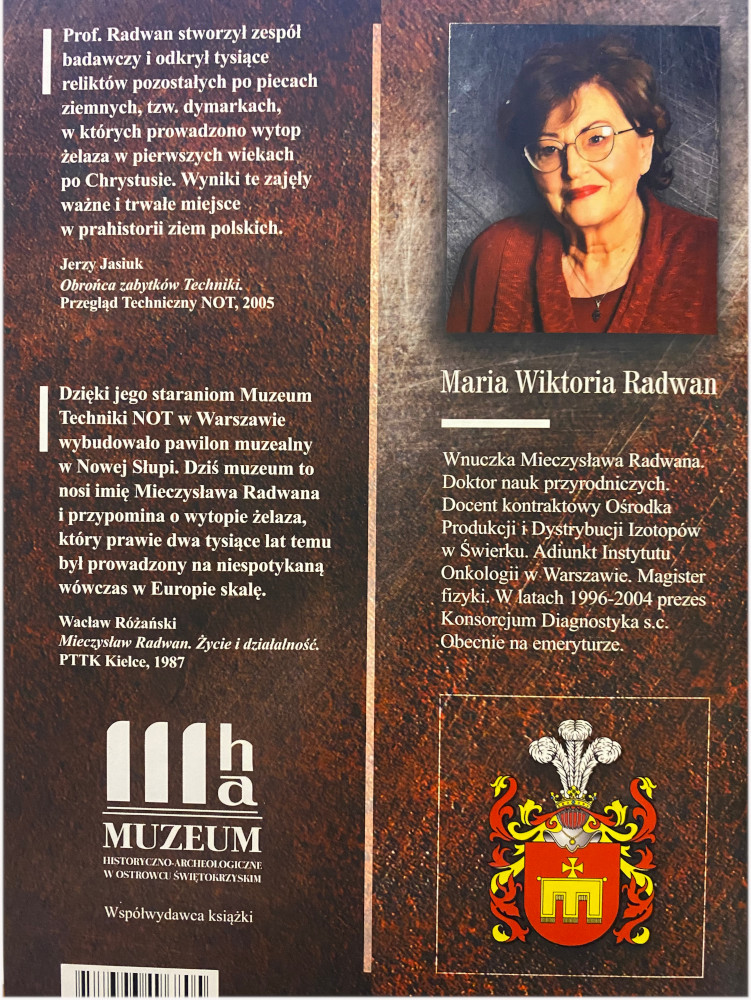 Prof. Radwan stworzył zespół
badawczy i odkrył tysiące
reliktów pozostałych po piecach
ziemnych, tzw. dymarkach,
w których prowadzono wytop
żelaza w pierwszych wiekach
po Chrystusie. Wyniki te zajęły
ważne i trwałe miejsce
w prahistorii ziem polskich.
Jerzy Jasiuk
Obrońca zabytków Techniki.
Przegląd Techniczny NOT, 2005
Dzięki jego staraniom Muzeum
Techniki NOT w Warszawie
wybudowało pawilon muzealny
w Nowej Słupi. Dziś muzeum to
nosi imię Mieczysława Radwana
i przypomina o wytopie żelaza,
który prawie dwa tysiące lat temu
był prowadzony na niespotykaną
wówczas w Europie skalę.
Wacław Różański
Mieczysław Radwan. Życie i działalność.
PTTK Kielce, 1987
mha
MUZEUM
HISTORYCZNO-ARCHEOLOGICZNE
W OSTROWCU ŚWIĘTOKRZYSKIM
Współwydawca książki
Maria Wiktoria Radwan
Wnuczka Mieczysława Radwana.
Doktor nauk przyrodniczych.
Docent kontraktowy Ośrodka
Produkcji i Dystrybucji Izotopów
w Świerku. Adiunkt Instytutu
Onkologii w Warszawie. Magister
fizyki. W latach 1996-2004 prezes
Konsorcjum Diagnostyka s.c.
Obecnie na emeryturze.